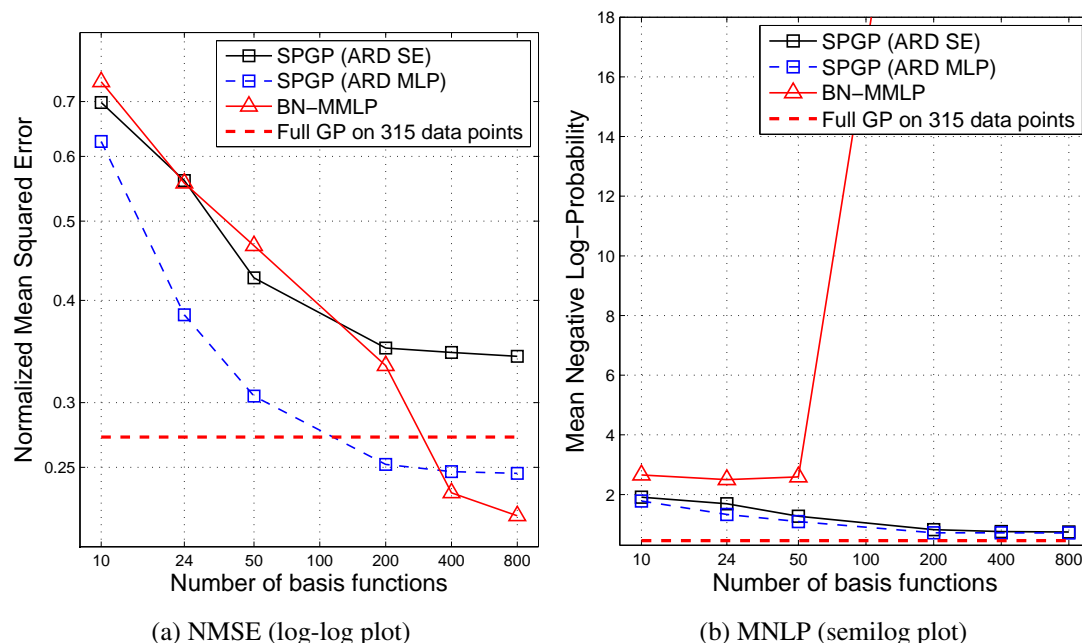 SPGP (ARD SE)
SPGP (ARD MLP)
BN−MMLP
Full GP on 315 data points
0.7
0.6
0.5
0.4
0.3
0.25
Normalized Mean Squared Error
10 24 50 100 200 400 800
Number of basis functions
(a) NMSE (log-log plot)
SPGP (ARD SE)
SPGP (ARD MLP)
BN−MMLP
Full GP on 315 data points
18
16
14
12
10
8
6
4
2
Mean Negative Log−Probability
10 24 50 100 200 400 800
Number of basis functions
(b) MNLP (semilog plot)